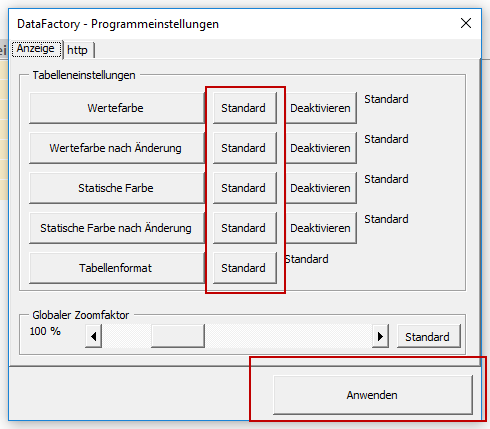 DataFactory - Programmeinstellungen
ei
Anzeige http
Tabelleneinstellungen
Wertefarbe Standard Deaktivieren Standard
Wertefarbe nach Änderung Standard Deaktivieren Standard
Statische Farbe Standard Deaktivieren Standard
Statische Farbe nach Änderung Standard Deaktivieren Standard
Tabellenformat Standard Standard
Globaler Zoomfaktor
100 % Standard
Anwenden